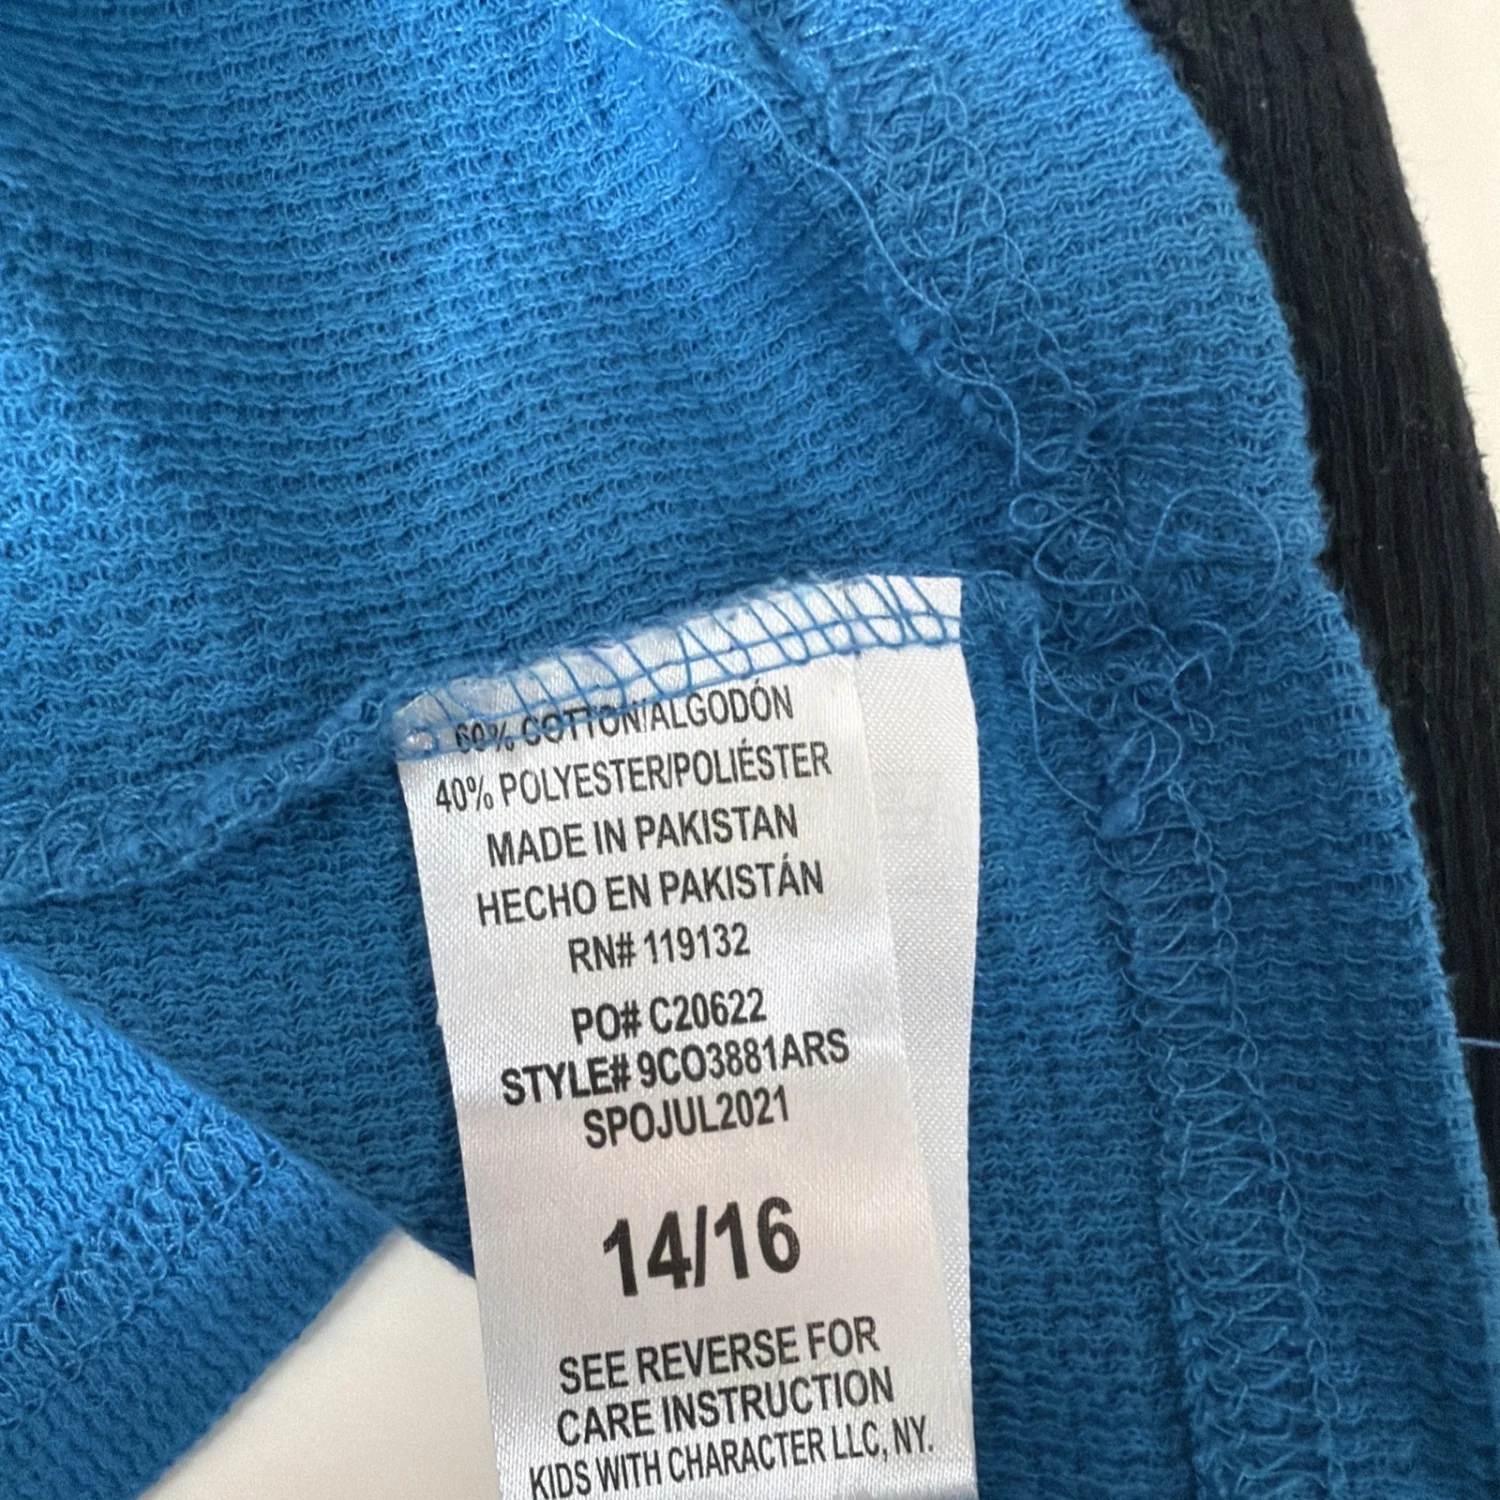 60% COTTON/ALGODÓN
40% POLYESTER/POLIÉSTER
MADE IN PAKISTAN
HECHO EN PAKISTÁN
RN# 119132
PO# C20622
STYLE# 9CO3881ARS
SPOJUL2021
14/16
SEE REVERSE FOR
CARE INSTRUCTION
KIDS WITH CHARACTER LLC, NY.